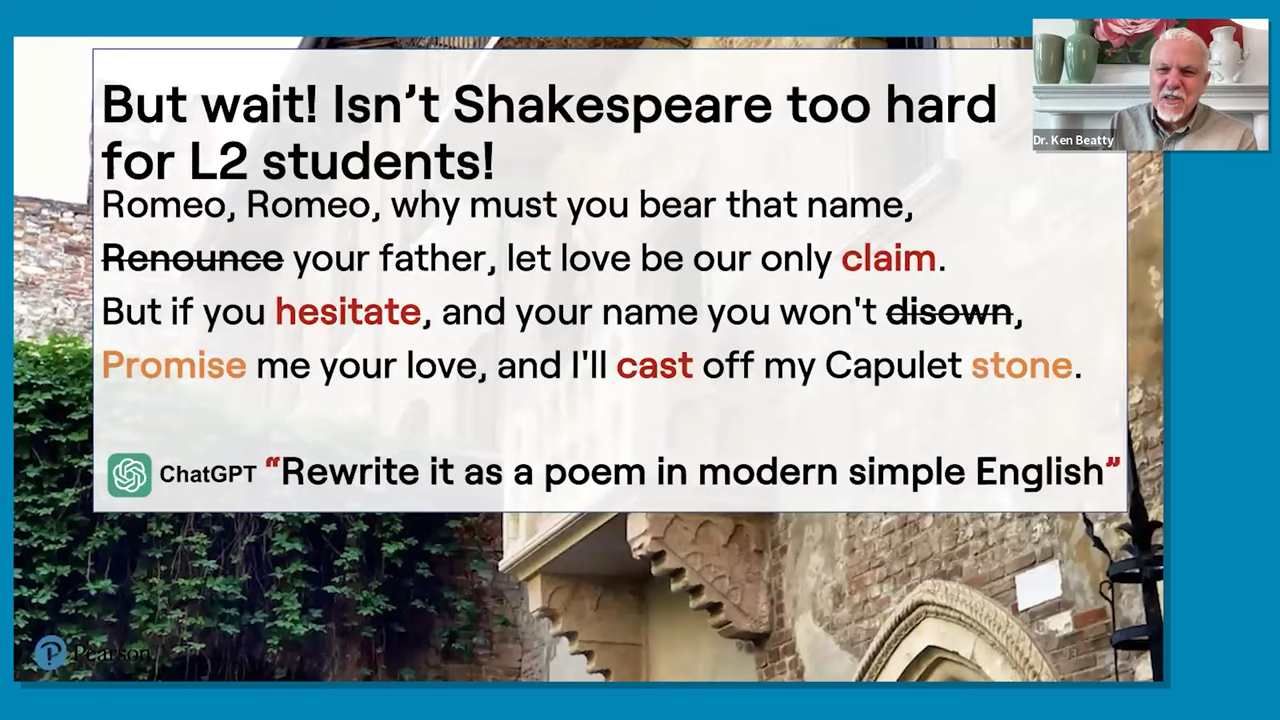 But wait! Isn’t Shakespeare too hard
for L2 students!
Romeo, Romeo, why must you bear that name,
Renounce your father, let love be our only claim.
But if you hesitate, and your name you won't disown,
Promise me your love, and I'll cast off my Capulet stone.
ChatGPT “Rewrite it as a poem in modern simple English”
Dr. Ken Beatty
Pearson